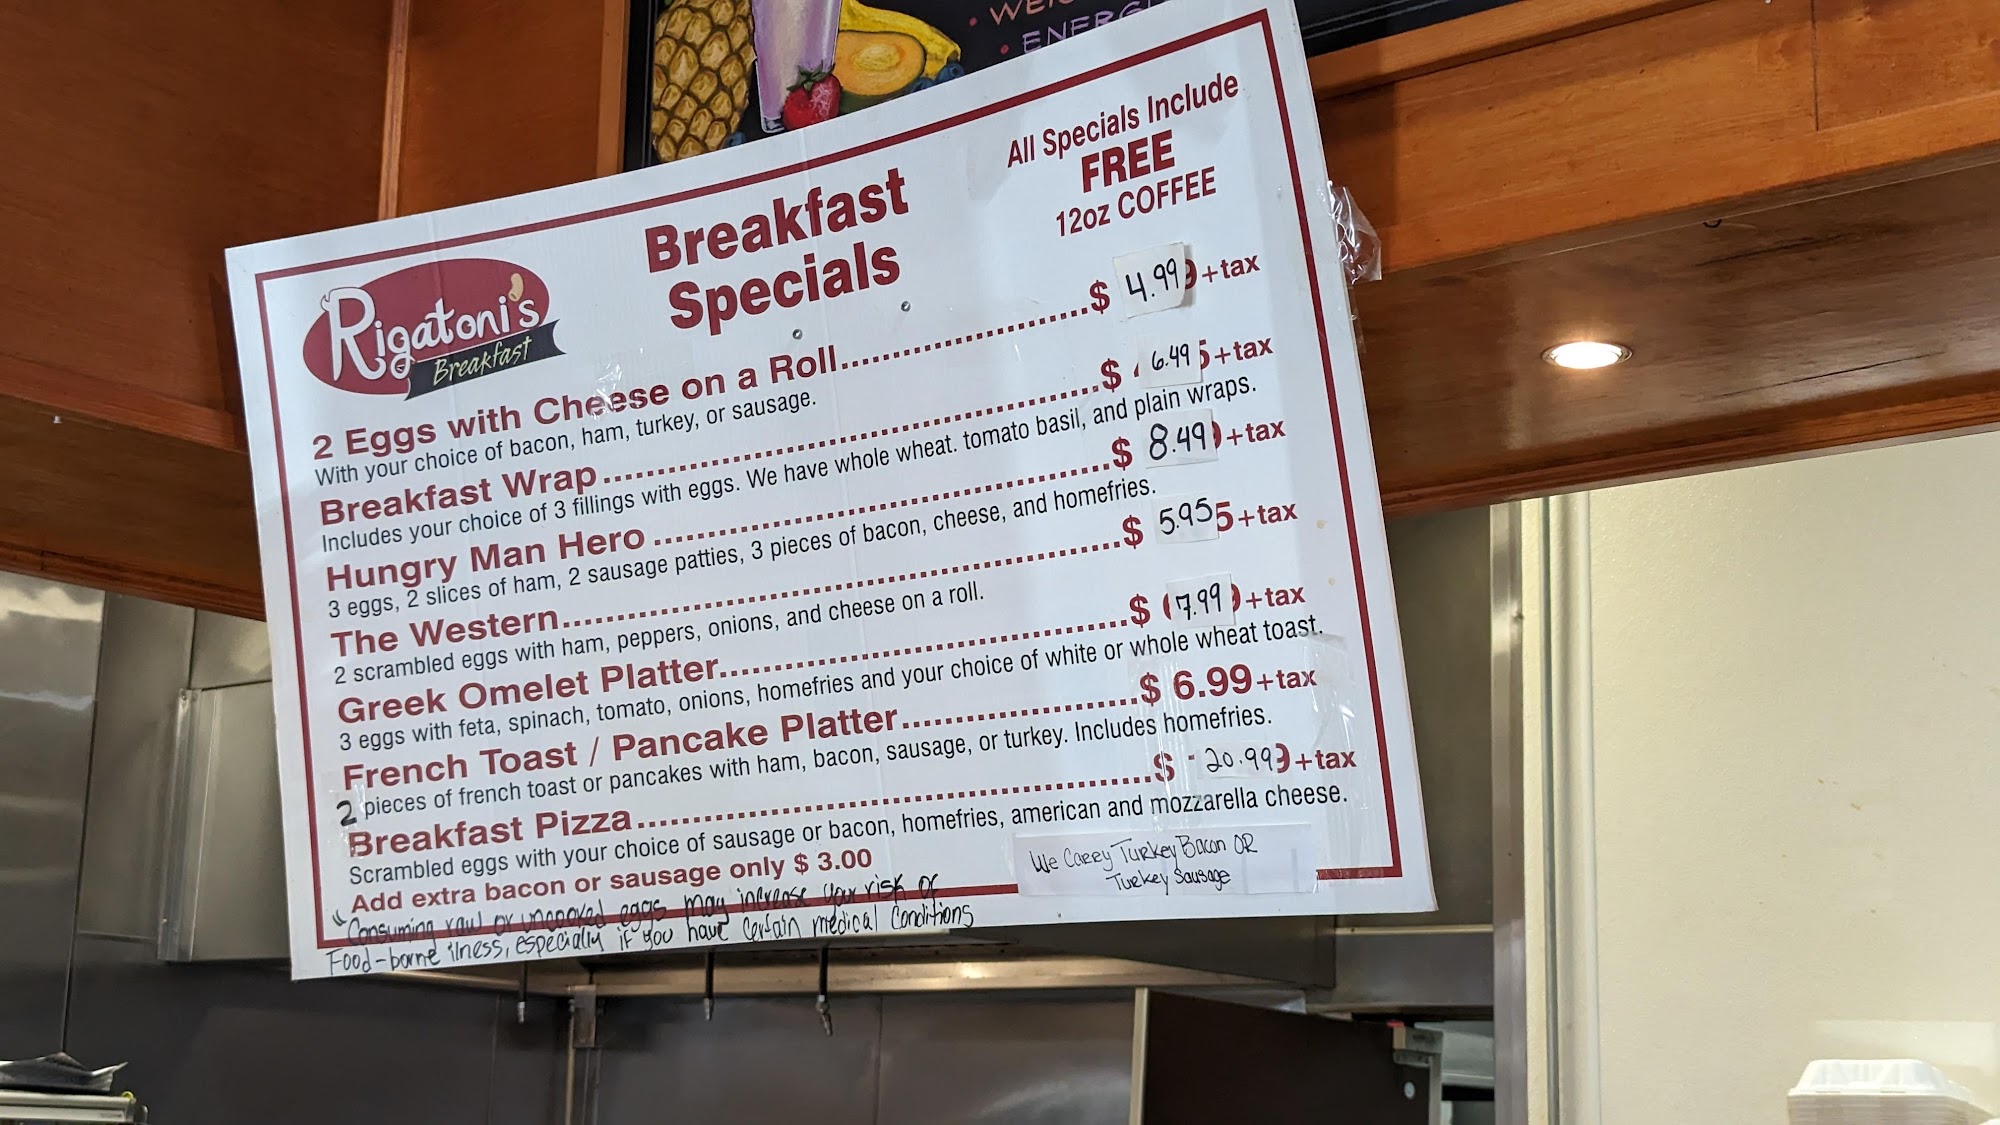 • ENERG
All Specials Include
FREE
12oz COFFEE
Rigatoni's
Breakfast
Breakfast
Specials
2 Eggs with Cheese on a Roll..................$ 4.99+tax
With your choice of bacon, ham, turkey, or sausage.
Breakfast Wrap..................$ 6.49+tax
Includes your choice of 3 fillings with eggs. We have whole wheat. tomato basil, and plain wraps.
Hungry Man Hero..................$ 8.49+tax
3 eggs, 2 slices of ham, 2 sausage patties, 3 pieces of bacon, cheese, and homefries.
The Western..................$ 5.95+tax
2 scrambled eggs with ham, peppers, onions, and cheese on a roll.
Greek Omelet Platter..................$ 7.99+tax
3 eggs with feta, spinach, tomato, onions, homefries and your choice of white or whole wheat toast.
French Toast / Pancake Platter..................$ 6.99+tax
2 pieces of french toast or pancakes with ham, bacon, sausage, or turkey. Includes homefries.
Breakfast Pizza..................$ 20.99+tax
Scrambled eggs with your choice of sausage or bacon, homefries, american and mozzarella cheese.
Add extra bacon or sausage only $ 3.00
We Carry Turkey Bacon OR
Turkey Sausage
"Consuming raw or uncooked eggs may increase your risk of
Food-borne ilness, especially if you have certain medical conditions